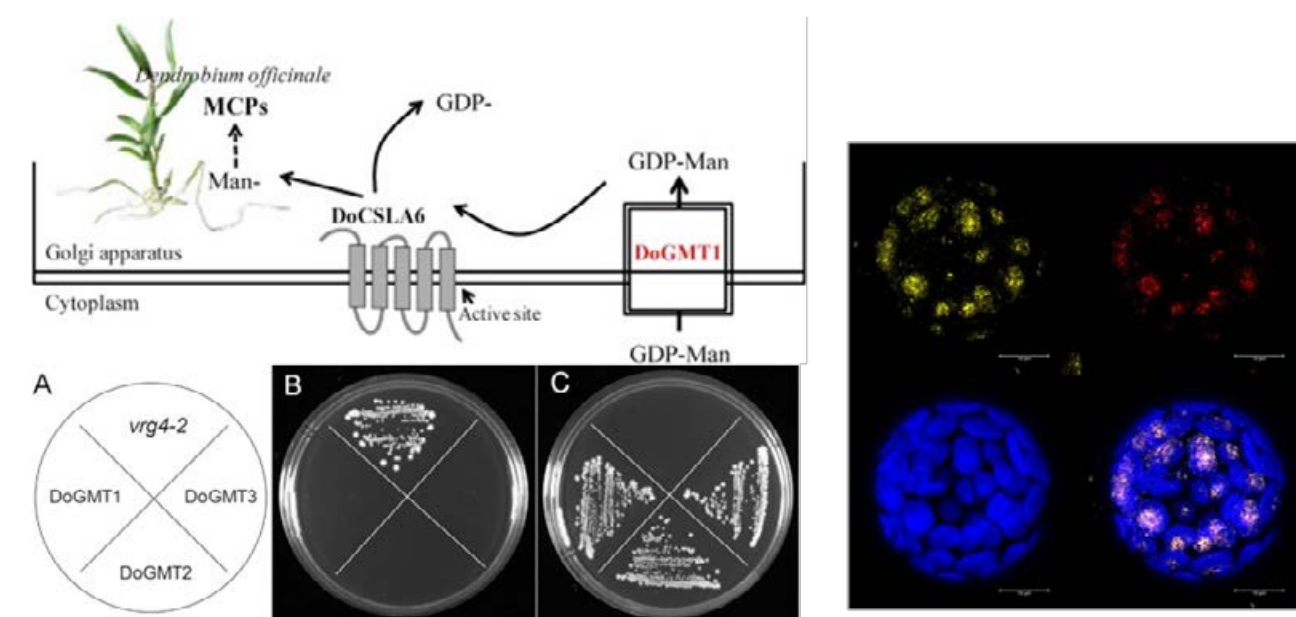 Dendrobium officinale
MCPs
GDP-
Man-
GDP-Man
DoCSLA6
DoGMT1
Golgi apparatus
Cytoplasm
Active site
GDP-Man
A
vrg4-2
DoGMT1
DoGMT3
DoGMT2
B
C